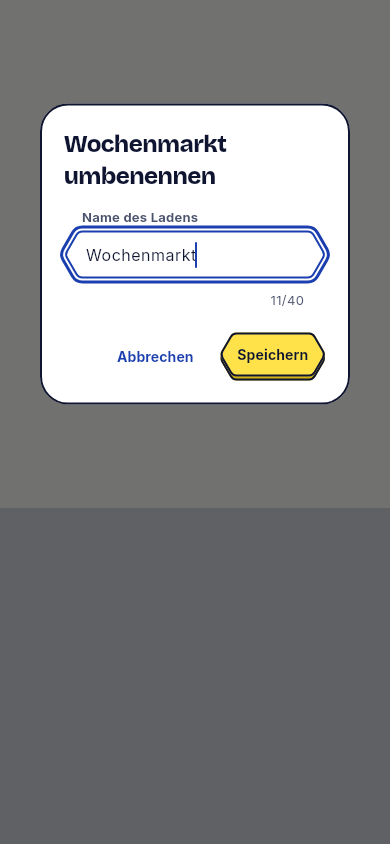 Wochenmarkt
umbenennen
Name des Ladens
Wochenmarkt
11/40
Abbrechen
Speichern